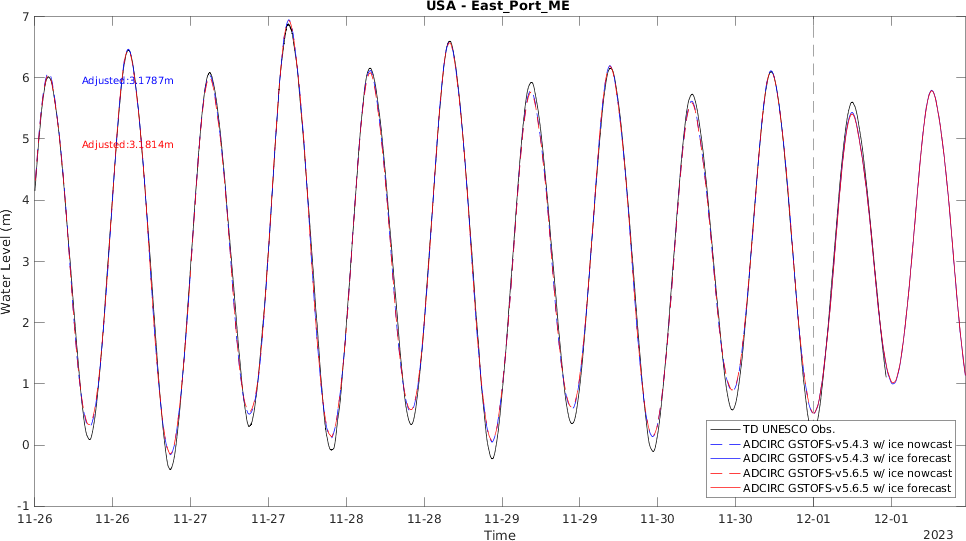 USA - East_Port_ME
7
6
5
4
3
2
1
0
-1
Water Level (m)
Adjusted:3.1787m
Adjusted:3.1814m
TD UNESCO Obs.
ADCIRC GSTOFS-v5.4.3 w/ ice nowcast
ADCIRC GSTOFS-v5.4.3 w/ ice forecast
ADCIRC GSTOFS-v5.6.5 w/ ice nowcast
ADCIRC GSTOFS-v5.6.5 w/ ice forecast
11-26 11-26 11-27 11-27 11-28 11-28 11-29 11-29 11-30 11-30 12-01 12-01
Time
2023